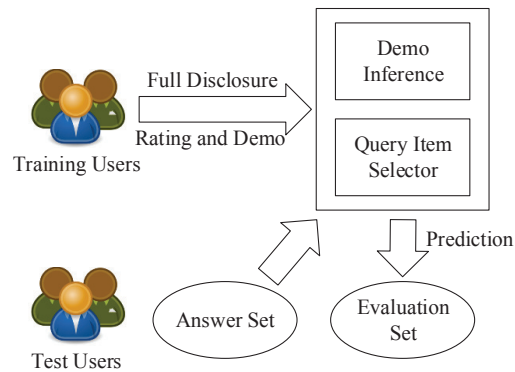 Full Disclosure
Rating and Demo
Training Users
Demo
Inference
Query Item
Selector
Prediction
Test Users
Answer Set
Evaluation
Set